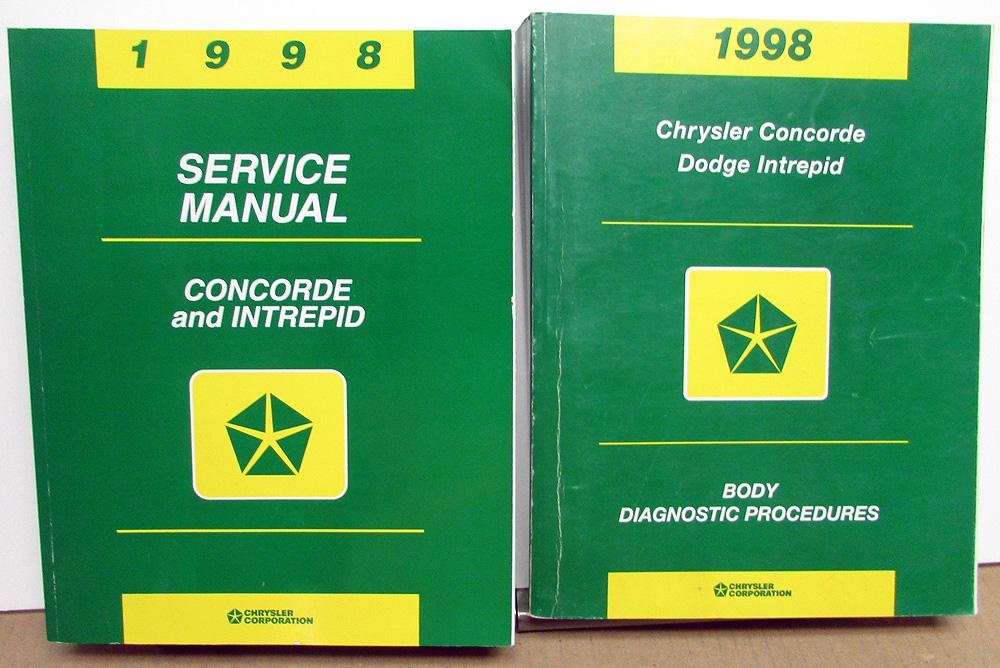 1 9 9 8
SERVICE
MANUAL
CONCORDE
and INTREPID
CHRYSLER
CORPORATION
1998
Chrysler Concorde
Dodge Intrepid
BODY
DIAGNOSTIC PROCEDURES
CHRYSLER
CORPORATION